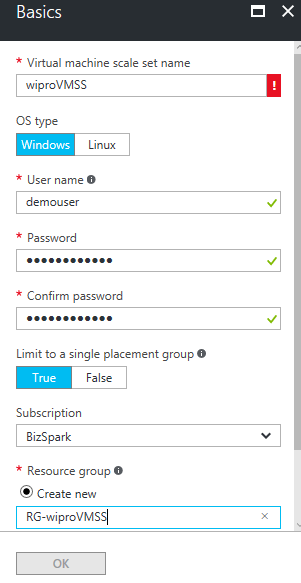 Basics
* Virtual machine scale set name
wiproVMSS
OS type
Windows Linux
* User name
demouser
* Password
••••••••••••
* Confirm password
••••••••••••
Limit to a single placement group
True False
Subscription
BizSpark
* Resource group
Create new
RG-wiproVMSS
OK